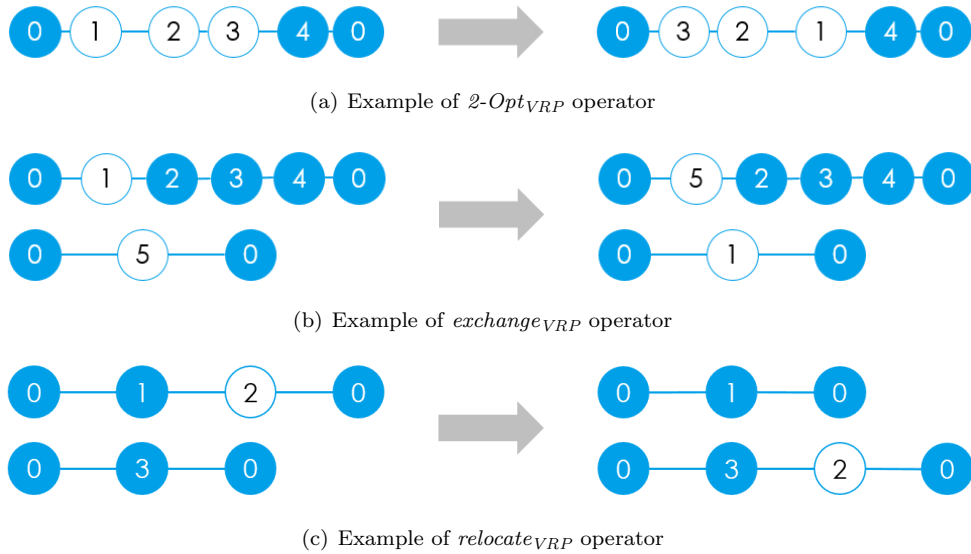 0 1 2 3 4 0 0 3 2 1 4 0
(a) Example of 2-Opt_VRP operator
0 1 2 3 4 0 0 5 2 3 4 0
0 5 0 0 1 0
(b) Example of exchange_VRP operator
0 1 2 0 0 1 0
0 3 0 0 3 2 0
(c) Example of relocate_VRP operator